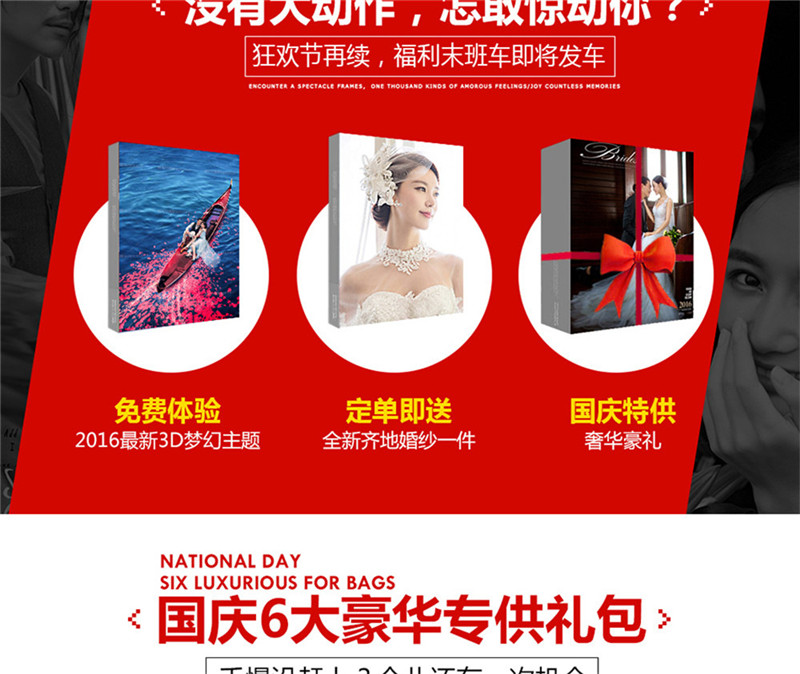 没有大动作，怎敢惊动你？
狂欢节再续，福利末班车即将发车
ENCOUNTER A SPECTACLE FRAMES, ONE THOUSAND KINDS OF AMOROUS FEELINGS/JOY COUNTLESS MEMORIES
Brides
2016
免费体验
2016最新3D梦幻主题
定单即送
全新齐地婚纱一件
国庆特供
奢华豪礼
NATIONAL DAY
SIX LUXURIOUS FOR BAGS
国庆6大豪华专供礼包